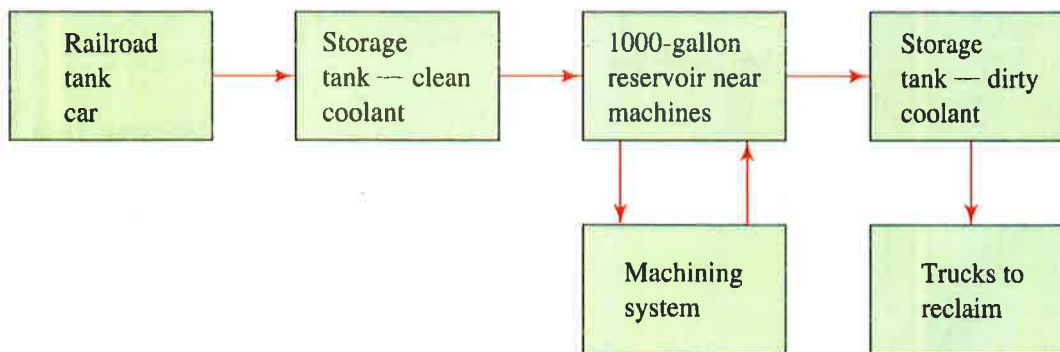 Railroad
tank
car
Storage
tank — clean
coolant
1000-gallon
reservoir near
machines
Storage
tank — dirty
coolant
Machining
system
Trucks to
reclaim